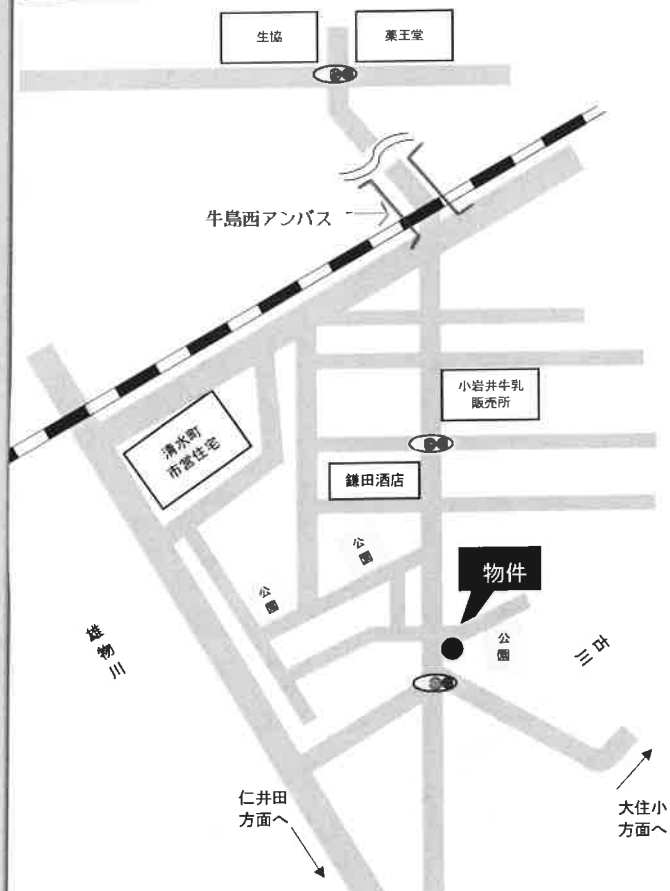 生協
薬王堂
牛島西アンパス
小岩井牛乳
販売所
清水町
市営住宅
鎌田酒店
公園
物件
公園
公園
雄物川
古川
仁井田
方面へ
大住小
方面へ